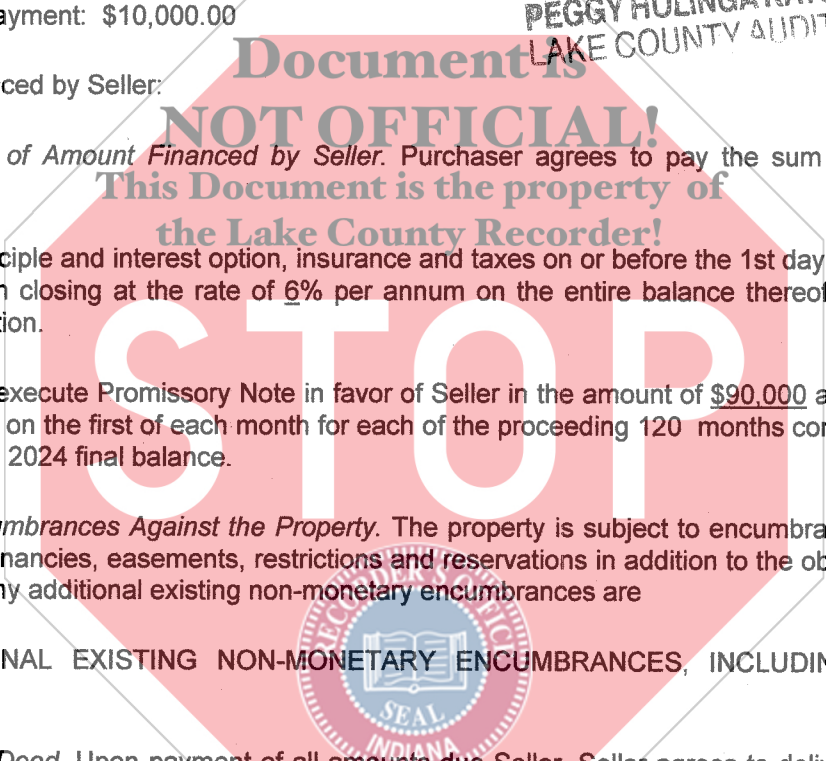 ayment: $10,000.00
LAKE COUNTY
Document is
ced by Seller:
NOT OFFICIAL!
of Amount Financed by Seller. Purchaser agrees to pay the sum
This Document is the property of
the Lake County Recorder!
ciple and interest option, insurance and taxes on or before the 1st day
closing at the rate of 6% per annum on the entire balance thereof
tion.
STOP
execute Promissory Note in favor of Seller in the amount of $90,000 a
on the first of each month for each of the proceeding 120 months con
2024 final balance.
mbrances Against the Property. The property is subject to encumbra
nancies, easements, restrictions and reservations in addition to the ob
ny additional existing non-monetary encumbrances are
RECORDER'S OFFICE
NAL EXISTING NON-MONETARY ENCUMBRANCES, INCLUDIN
SEAL
INDIANA
Deed. Upon payment of all amounts due Seller, Seller agrees to deliv